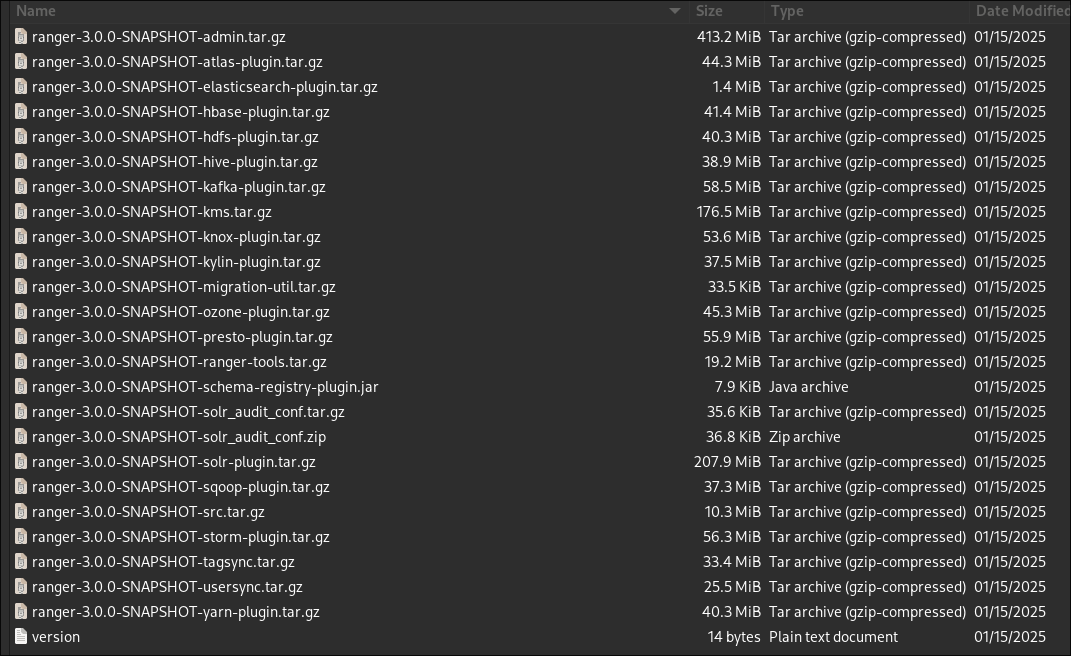 Name Size Type Date Modified
ranger-3.0.0-SNAPSHOT-admin.tar.gz 413.2 MiB Tar archive (gzip-compressed) 01/15/2025
ranger-3.0.0-SNAPSHOT-atlas-plugin.tar.gz 44.3 MiB Tar archive (gzip-compressed) 01/15/2025
ranger-3.0.0-SNAPSHOT-elasticsearch-plugin.tar.gz 1.4 MiB Tar archive (gzip-compressed) 01/15/2025
ranger-3.0.0-SNAPSHOT-hbase-plugin.tar.gz 41.4 MiB Tar archive (gzip-compressed) 01/15/2025
ranger-3.0.0-SNAPSHOT-hdfs-plugin.tar.gz 40.3 MiB Tar archive (gzip-compressed) 01/15/2025
ranger-3.0.0-SNAPSHOT-hive-plugin.tar.gz 38.9 MiB Tar archive (gzip-compressed) 01/15/2025
ranger-3.0.0-SNAPSHOT-kafka-plugin.tar.gz 58.5 MiB Tar archive (gzip-compressed) 01/15/2025
ranger-3.0.0-SNAPSHOT-kms.tar.gz 176.5 MiB Tar archive (gzip-compressed) 01/15/2025
ranger-3.0.0-SNAPSHOT-knox-plugin.tar.gz 53.6 MiB Tar archive (gzip-compressed) 01/15/2025
ranger-3.0.0-SNAPSHOT-kylin-plugin.tar.gz 37.5 MiB Tar archive (gzip-compressed) 01/15/2025
ranger-3.0.0-SNAPSHOT-migration-util.tar.gz 33.5 KiB Tar archive (gzip-compressed) 01/15/2025
ranger-3.0.0-SNAPSHOT-ozone-plugin.tar.gz 45.3 MiB Tar archive (gzip-compressed) 01/15/2025
ranger-3.0.0-SNAPSHOT-presto-plugin.tar.gz 55.9 MiB Tar archive (gzip-compressed) 01/15/2025
ranger-3.0.0-SNAPSHOT-ranger-tools.tar.gz 19.2 MiB Tar archive (gzip-compressed) 01/15/2025
ranger-3.0.0-SNAPSHOT-schema-registry-plugin.jar 7.9 KiB Java archive 01/15/2025
ranger-3.0.0-SNAPSHOT-solr_audit_conf.tar.gz 35.6 KiB Tar archive (gzip-compressed) 01/15/2025
ranger-3.0.0-SNAPSHOT-solr_audit_conf.zip 36.8 KiB Zip archive 01/15/2025
ranger-3.0.0-SNAPSHOT-solr-plugin.tar.gz 207.9 MiB Tar archive (gzip-compressed) 01/15/2025
ranger-3.0.0-SNAPSHOT-sqoop-plugin.tar.gz 37.3 MiB Tar archive (gzip-compressed) 01/15/2025
ranger-3.0.0-SNAPSHOT-src.tar.gz 10.3 MiB Tar archive (gzip-compressed) 01/15/2025
ranger-3.0.0-SNAPSHOT-storm-plugin.tar.gz 56.3 MiB Tar archive (gzip-compressed) 01/15/2025
ranger-3.0.0-SNAPSHOT-tagsync.tar.gz 33.4 MiB Tar archive (gzip-compressed) 01/15/2025
ranger-3.0.0-SNAPSHOT-usersync.tar.gz 25.5 MiB Tar archive (gzip-compressed) 01/15/2025
ranger-3.0.0-SNAPSHOT-yarn-plugin.tar.gz 40.3 MiB Tar archive (gzip-compressed) 01/15/2025
version 14 bytes Plain text document 01/15/2025